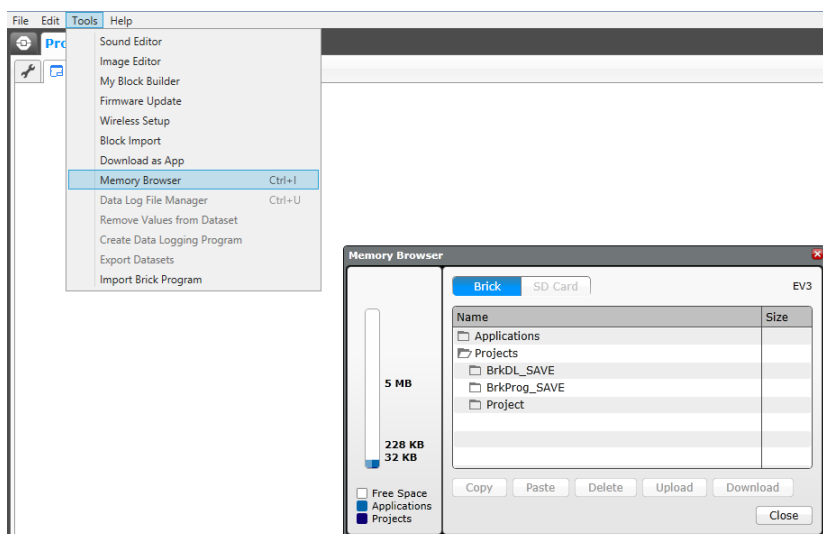 File Edit Tools Help
Pro
Sound Editor
Image Editor
My Block Builder
Firmware Update
Wireless Setup
Block Import
Download as App
Memory Browser Ctrl+I
Data Log File Manager Ctrl+U
Remove Values from Dataset
Create Data Logging Program
Export Datasets
Import Brick Program
Memory Browser
Brick SD Card EV3
Name Size
Applications
Projects
BrkDL_SAVE
BrkProg_SAVE
Project
5 MB
228 KB
32 KB
Free Space
Applications
Projects
Copy Paste Delete Upload Download
Close